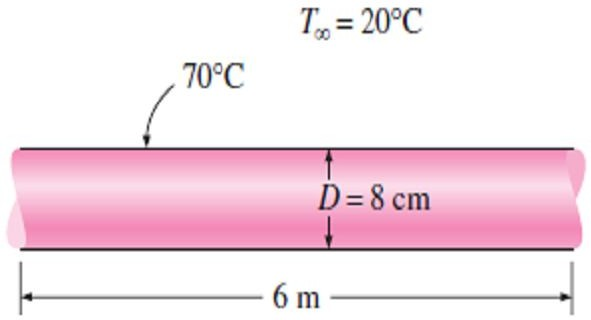 T∞ = 20°C
70°C
D = 8 cm
6 m